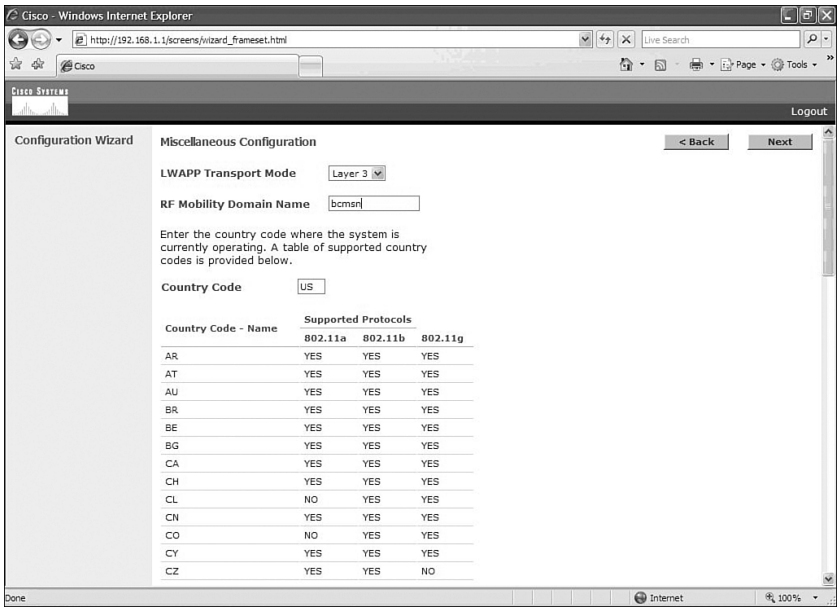 Cisco - Windows Internet Explorer
http://192.168.1.1/screens/wizard_frameset.html
Live Search
Cisco
Page
Tools
»
CISCO SYSTEMS
Logout
Configuration Wizard
Miscellaneous Configuration
< Back
Next
LWAPP Transport Mode
Layer 3
RF Mobility Domain Name
bcmsn
Enter the country code where the system is
currently operating. A table of supported country
codes is provided below.
Country Code
US
Country Code - Name
Supported Protocols
802.11a 802.11b 802.11g
AR YES YES YES
AT YES YES YES
AU YES YES YES
BR YES YES YES
BE YES YES YES
BG YES YES YES
CA YES YES YES
CH YES YES YES
CL NO YES YES
CN YES YES YES
CO NO YES YES
CY YES YES YES
CZ YES YES NO
Done
Internet
100%